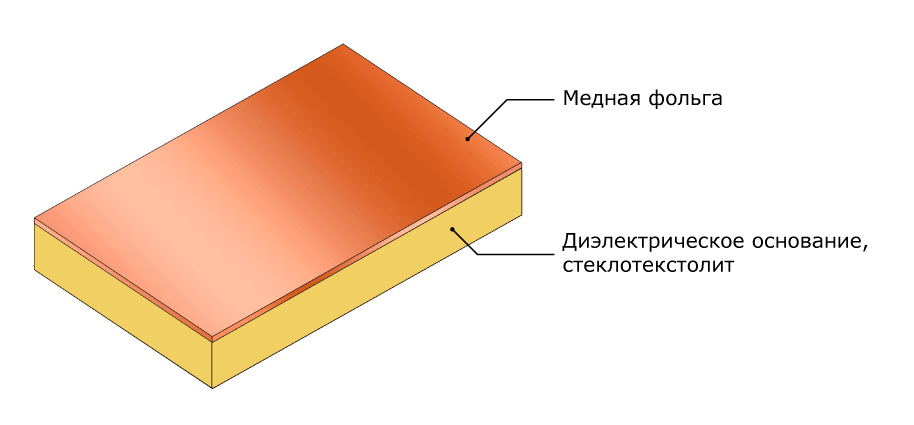 Медная фольга
Диэлектрическое основание,
стеклотекстолит